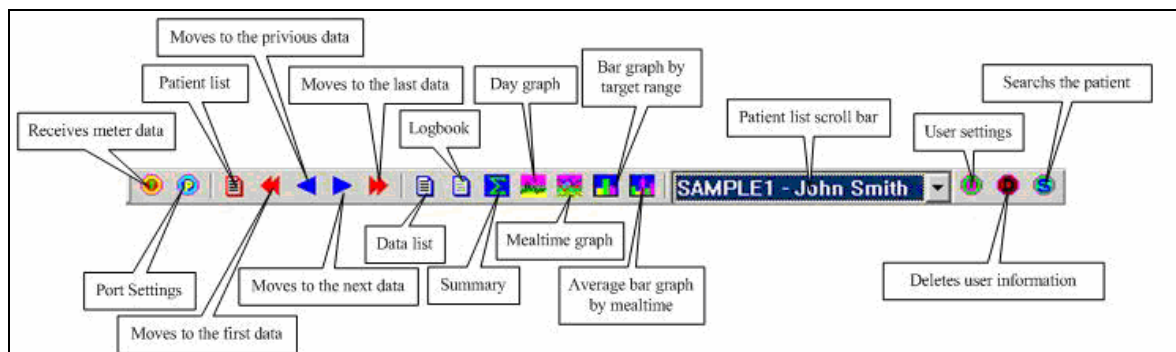 Moves to the privious data
Patient list
Moves to the last data
Day graph
Bar graph by
target range
Searchs the patient
Receives meter data
Logbook
Patient list scroll bar
User settings
P
SAMPLE1 - John Smith
U
D
S
Port Settings
Moves to the first data
Moves to the next data
Data list
Summary
Mealtime graph
Average bar graph
by mealtime
Deletes user information